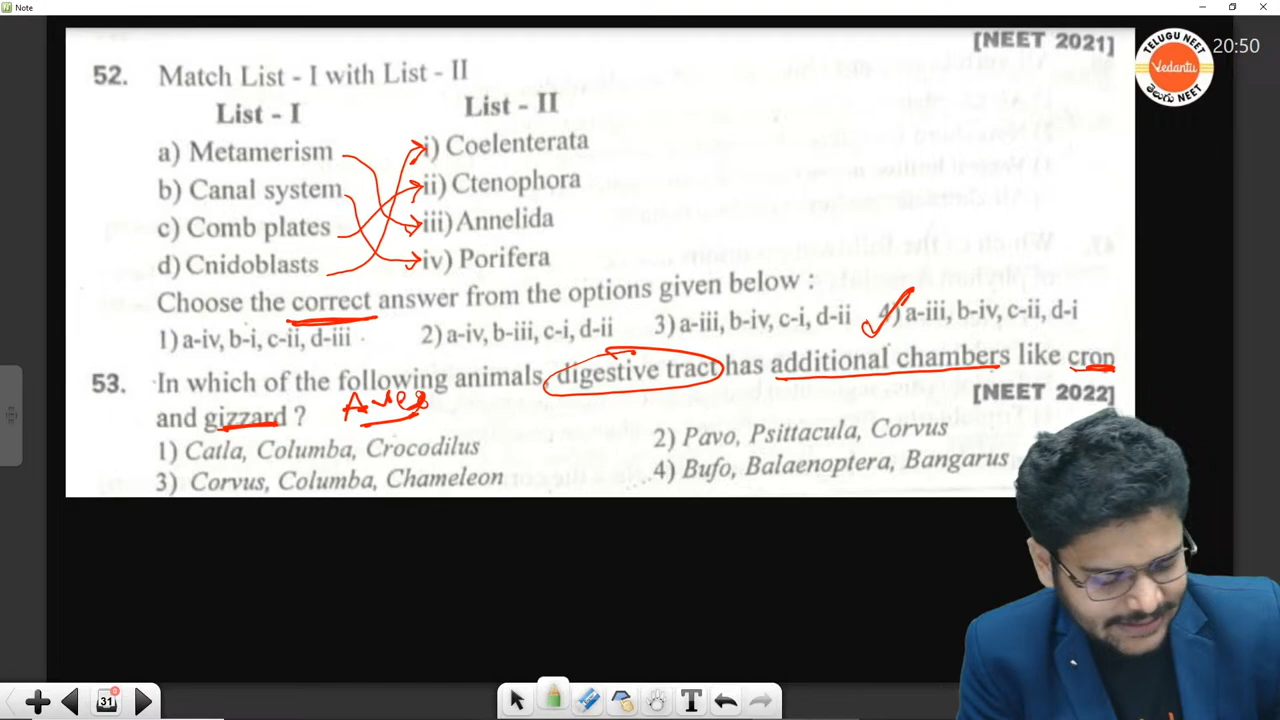 Note
[NEET 2021]
TELUGU NEET
Vedantu
తెలుగు NEET
20:50
52. Match List - I with List - II
List - I List - II
a) Metamerism i) Coelenterata
b) Canal system ii) Ctenophora
c) Comb plates iii) Annelida
d) Cnidoblasts iv) Porifera
Choose the correct answer from the options given below :
1) a-iv, b-i, c-ii, d-iii 2) a-iv, b-iii, c-i, d-ii 3) a-iii, b-iv, c-i, d-ii 4) a-iii, b-iv, c-ii, d-i
53. In which of the following animals, digestive tract has additional chambers like crop
and gizzard ? Aves [NEET 2022]
1) Catla, Columba, Crocodilus 2) Pavo, Psittacula, Corvus
3) Corvus, Columba, Chameleon 4) Bufo, Balaenoptera, Bangarus
31
T